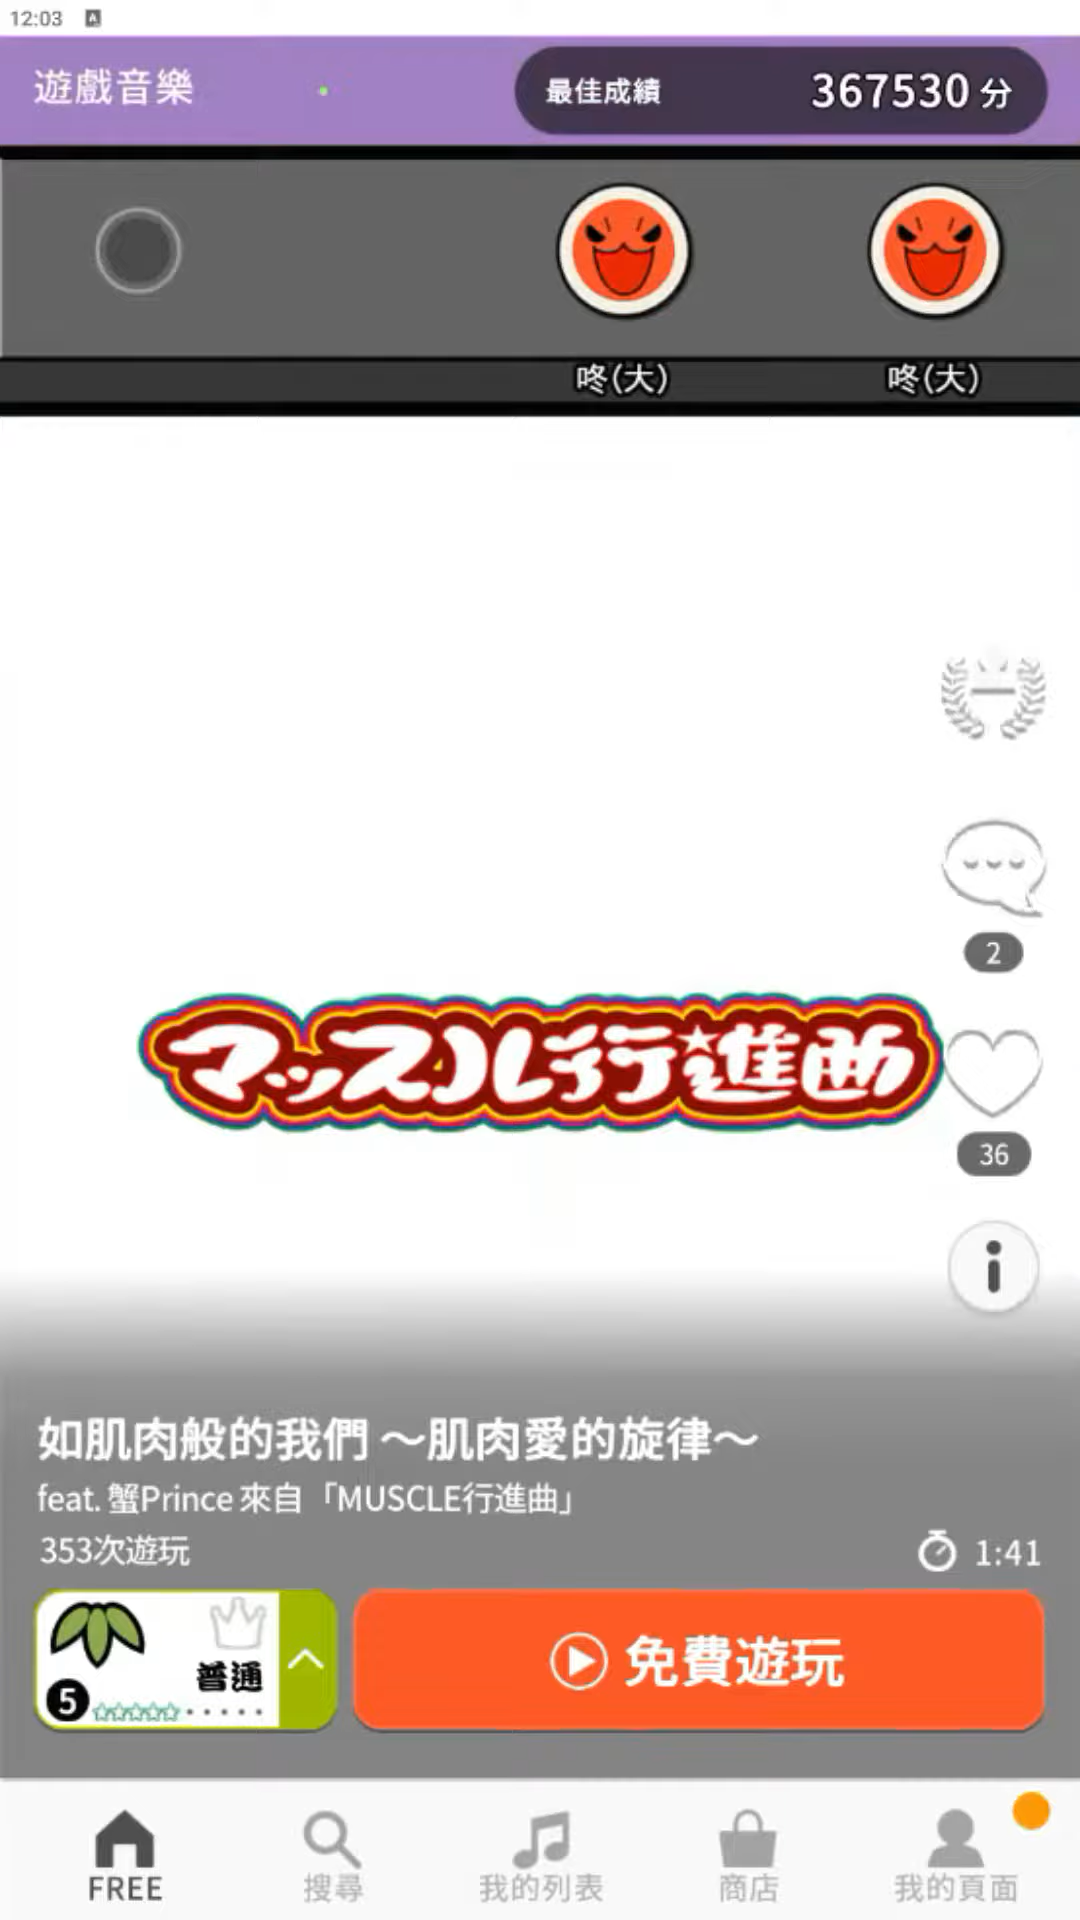 12:03
遊戲音樂
最佳成績 367530 分
咚(大) 咚(大)
2
マッスル行進曲
36
如肌肉般的我們 ～肌肉愛的旋律～
feat. 蟹Prince 來自「MUSCLE行進曲」
353次遊玩
1:41
普通
5
免費遊玩
FREE
搜尋
我的列表
商店
我的頁面